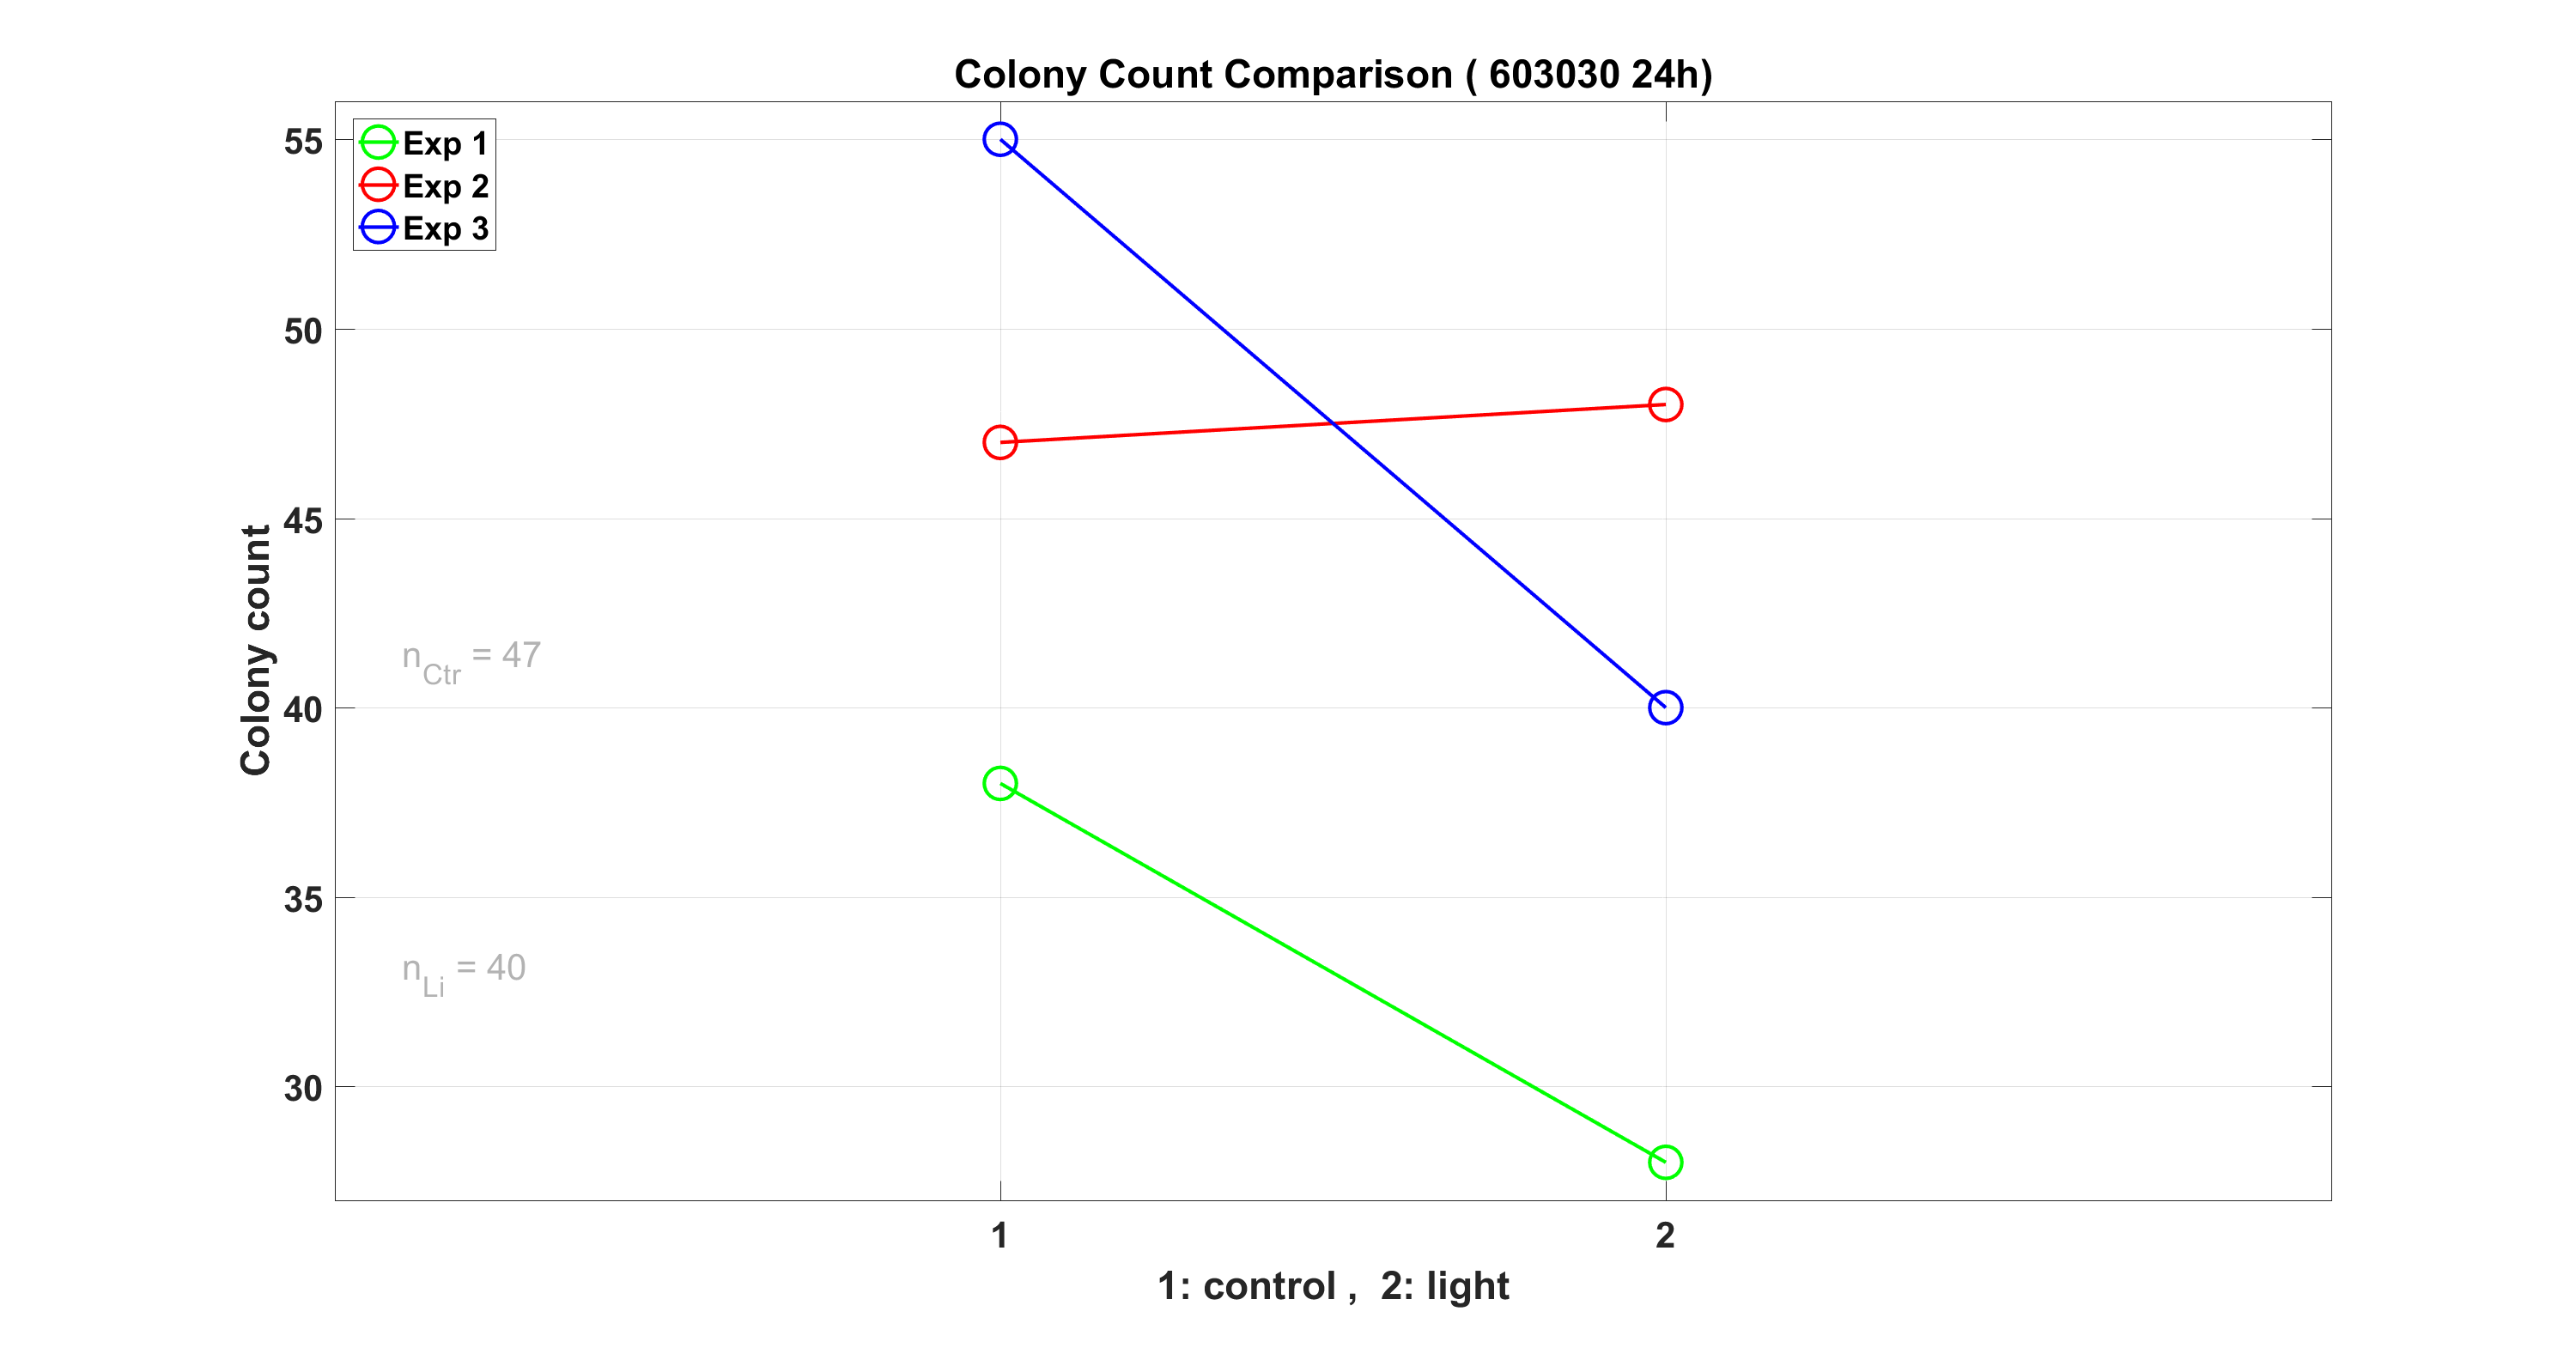 Colony Count Comparison ( 603030 24h)
Exp 1
Exp 2
Exp 3
55
50
45
40
35
30
Colony count
n_Ctr = 47
n_Li = 40
1 2
1: control , 2: light